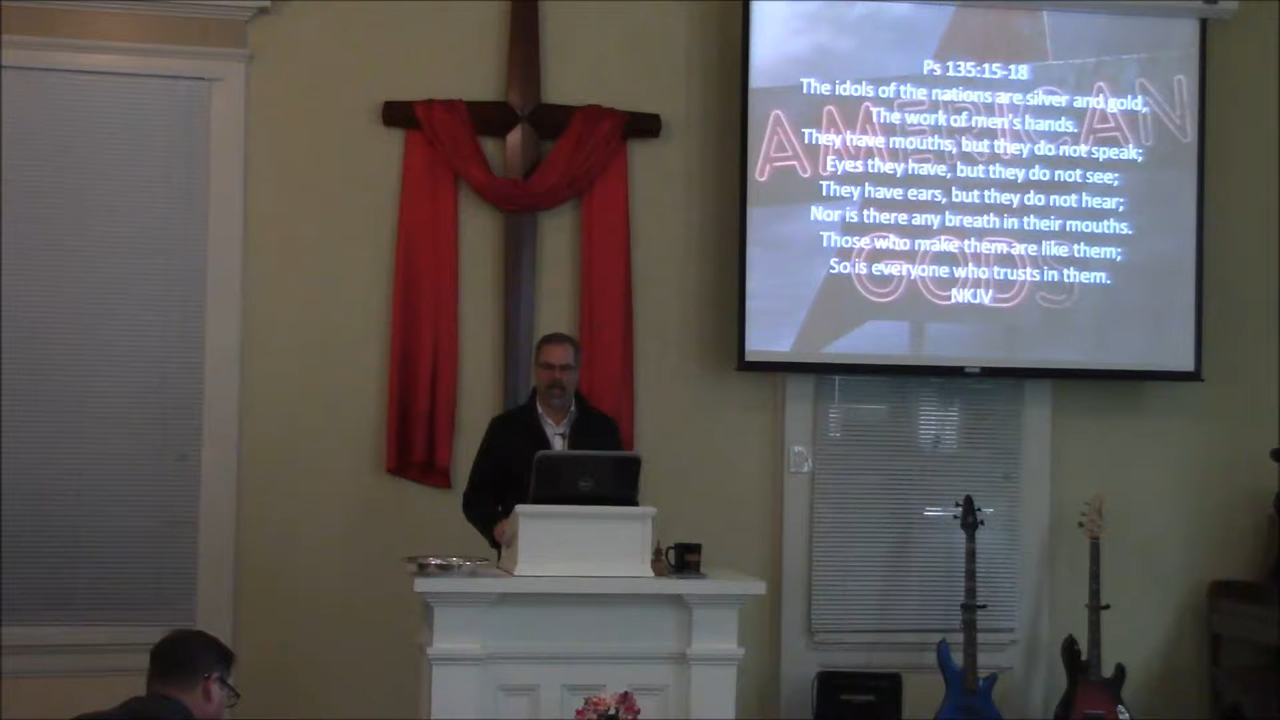 Ps 135:15-18
The idols of the nations are silver and gold,
The work of men's hands.
They have mouths, but they do not speak;
Eyes they have, but they do not see;
They have ears, but they do not hear;
Nor is there any breath in their mouths.
Those who make them are like them;
So is everyone who trusts in them.
NKJV
AMERICAN
GODS
DELL